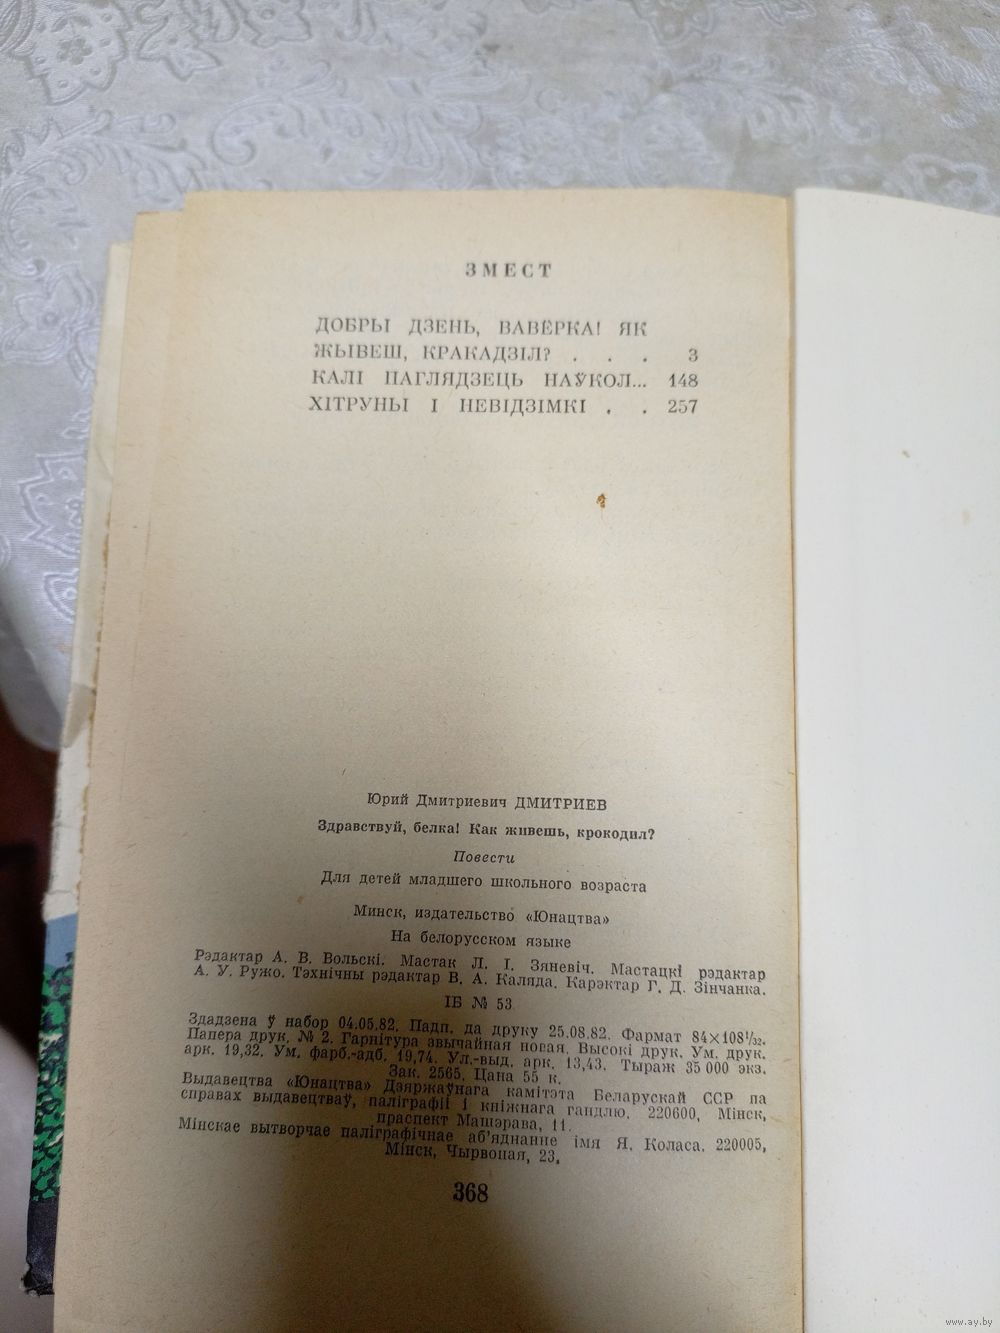 ЗМЕСТ
ДОБРЫ ДЗЕНЬ, ВАВЁРКА! ЯК
ЖЫВЕШ, КРАКАДЗІЛ? . . . 3
КАЛІ ПАГЛЯДЗЕЦЬ НАЎКОЛ... 148
ХІТРУНЫ І НЕВІДЗІМКІ . . 257
Юрий Дмитриевич ДМИТРИЕВ
Здравствуй, белка! Как живешь, крокодил?
Повести
Для детей младшего школьного возраста
Минск, издательство «Юнацтва»
На белорусском языке
Рэдактар А. В. Вольскі. Мастак Л. І. Зяневіч. Мастацкі рэдактар
А. У. Ружо. Тэхнічны рэдактар В. А. Каляда. Карэктар Г. Д. Зінчанка.
ІБ № 53
Здадзена ў набор 04.05.82. Падп. да друку 25.08.82. Фармат 84×108¹/₃₂.
Папера друк. № 2. Гарнітура звычайная новая. Высокі друк. Ум. друк.
арк. 19,32. Ум. фарб.-адб. 19,74. Ул.-выд. арк. 13,43. Тыраж 35 000 экз.
Зак. 2565. Цана 55 к.
Выдавецтва «Юнацтва» Дзяржаўнага камітэта Беларускай ССР па
справах выдавецтваў, паліграфіі і кніжнага гандлю. 220600, Мінск,
праспект Машэрава, 11.
Мінскае вытворчае паліграфічнае аб'яднанне імя Я. Коласа. 220005,
Мінск, Чырвоная, 23.
368
www.ay.by